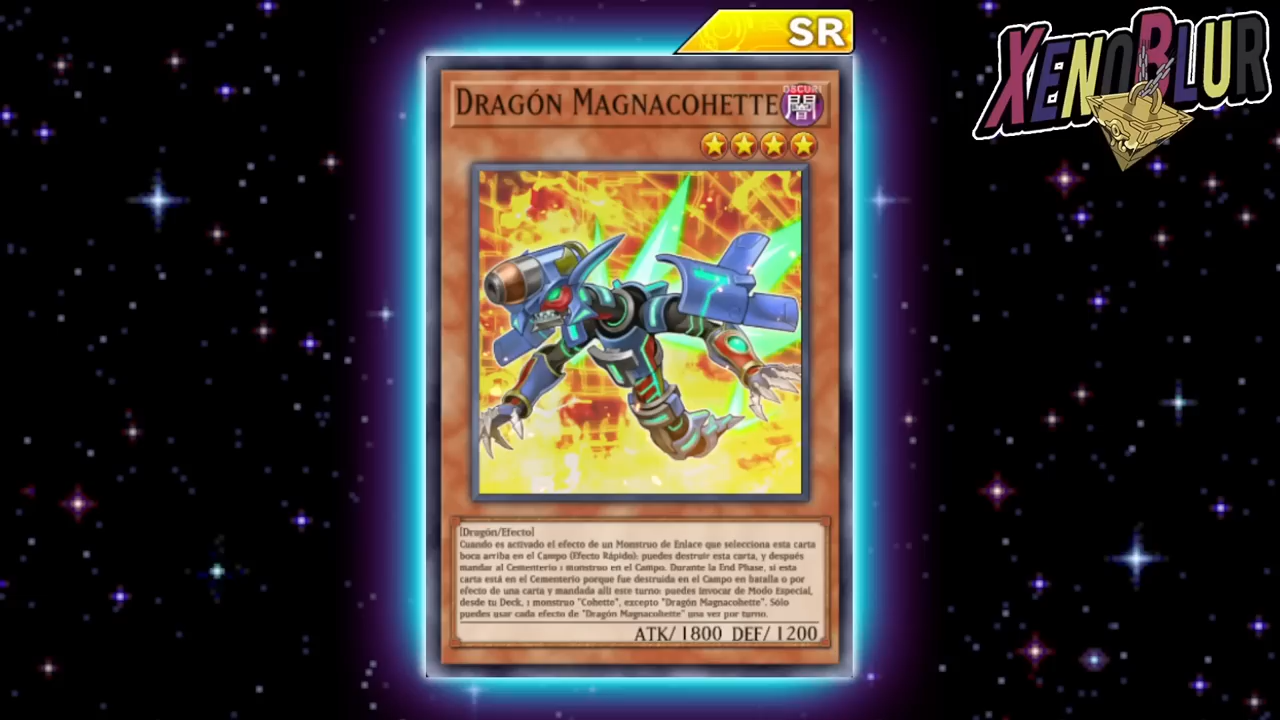 SR
XENOBLUR
DRAGÓN MAGNACOHETTE
OSCURI
闇
[Dragón/Efecto]
Cuando es activado el efecto de un Monstruo de Enlace que selecciona esta carta
boca arriba en el Campo (Efecto Rápido): puedes destruir esta carta, y después
mandar al Cementerio 1 monstruo en el Campo. Durante la End Phase, si esta
carta está en el Cementerio porque fue destruida en el Campo en batalla o por
efecto de una carta y mandada allí este turno: puedes Invocar de Modo Especial,
desde tu Deck, 1 monstruo "Cohette", excepto "Dragón Magnacohette". Sólo
puedes usar cada efecto de "Dragón Magnacohette" una vez por turno.
ATK/ 1800 DEF/ 1200